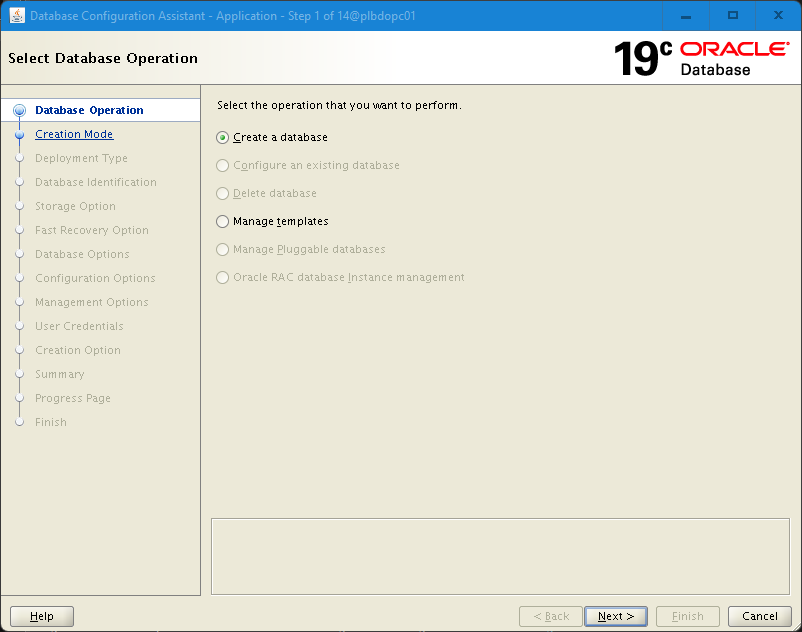 Database Configuration Assistant - Application - Step 1 of 14@plbdopc01
Select Database Operation
19c ORACLE
Database
Database Operation
Creation Mode
Deployment Type
Database Identification
Storage Option
Fast Recovery Option
Database Options
Configuration Options
Management Options
User Credentials
Creation Option
Summary
Progress Page
Finish
Select the operation that you want to perform.
Create a database
Configure an existing database
Delete database
Manage templates
Manage Pluggable databases
Oracle RAC database Instance management
Help
< Back
Next >
Finish
Cancel